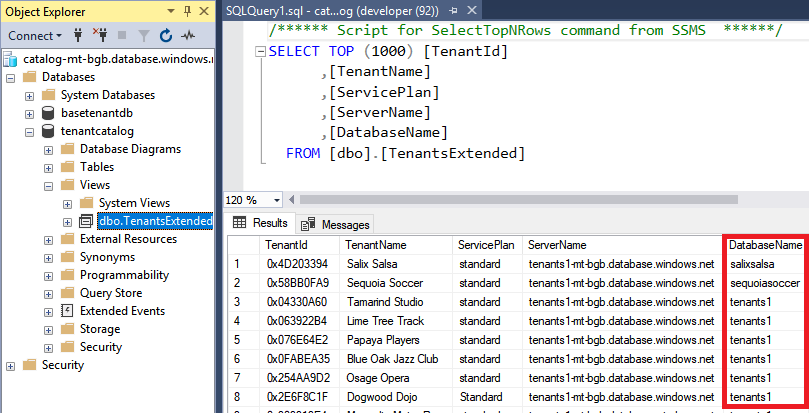 Object Explorer
Connect
catalog-mt-bgb.database.windows.
Databases
System Databases
basetenantdb
tenantcatalog
Database Diagrams
Tables
Views
System Views
dbo.TenantsExtended
External Resources
Synonyms
Programmability
Query Store
Extended Events
Storage
Security
Security
SQLQuery1.sql - cat...og (developer (92))
/****** Script for SelectTopNRows command from SSMS ******/
SELECT TOP (1000) [TenantId]
,[TenantName]
,[ServicePlan]
,[ServerName]
,[DatabaseName]
FROM [dbo].[TenantsExtended]
120 %
Results Messages
TenantId TenantName ServicePlan ServerName DatabaseName
1 0x4D203394 Salix Salsa standard tenants1-mt-bgb.database.windows.net salixsalsa
2 0x58BB0FA9 Sequoia Soccer standard tenants1-mt-bgb.database.windows.net sequoiasoccer
3 0x04330A60 Tamarind Studio standard tenants1-mt-bgb.database.windows.net tenants1
4 0x063922B4 Lime Tree Track standard tenants1-mt-bgb.database.windows.net tenants1
5 0x076E64E2 Papaya Players standard tenants1-mt-bgb.database.windows.net tenants1
6 0x0FABEA35 Blue Oak Jazz Club standard tenants1-mt-bgb.database.windows.net tenants1
7 0x254AA9D2 Osage Opera standard tenants1-mt-bgb.database.windows.net tenants1
8 0x2E6F8C1F Dogwood Dojo Standard tenants1-mt-bgb.database.windows.net tenants1